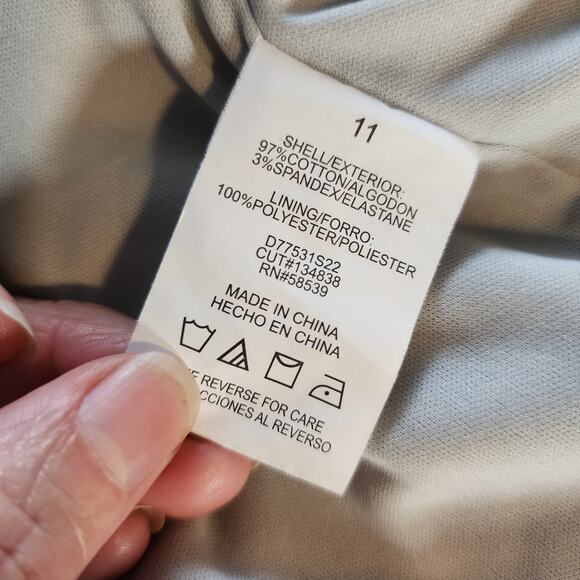 11
SHELL/EXTERIOR:
97%COTTON/ALGODON
3%SPANDEX/ELASTANE
LINING/FORRO:
100%POLYESTER/POLIESTER
D77531S22
CUT#134838
RN#58539
MADE IN CHINA
HECHO EN CHINA
REVERSE FOR CARE
AL REVERSO